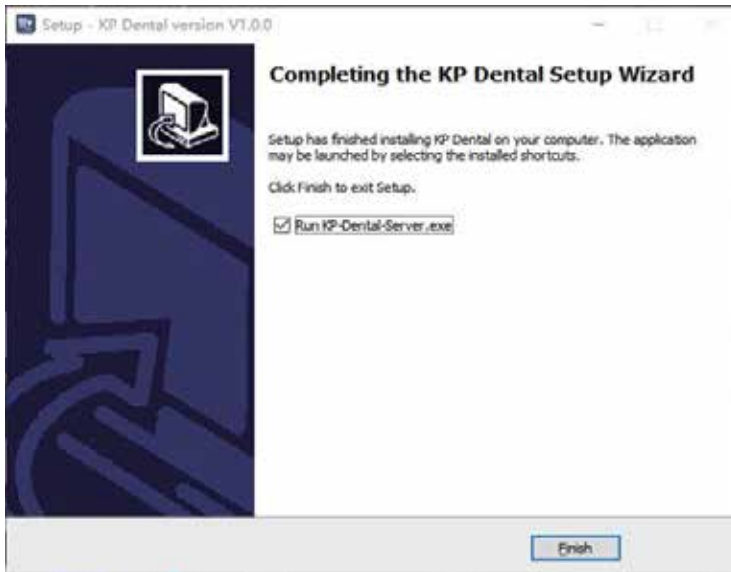 Setup - KP Dental version V1.0.0
Completing the KP Dental Setup Wizard
Setup has finished installing KP Dental on your computer. The application
may be launched by selecting the installed shortcuts.
Click Finish to exit Setup.
Run KP-Dental-Server.exe
Finish